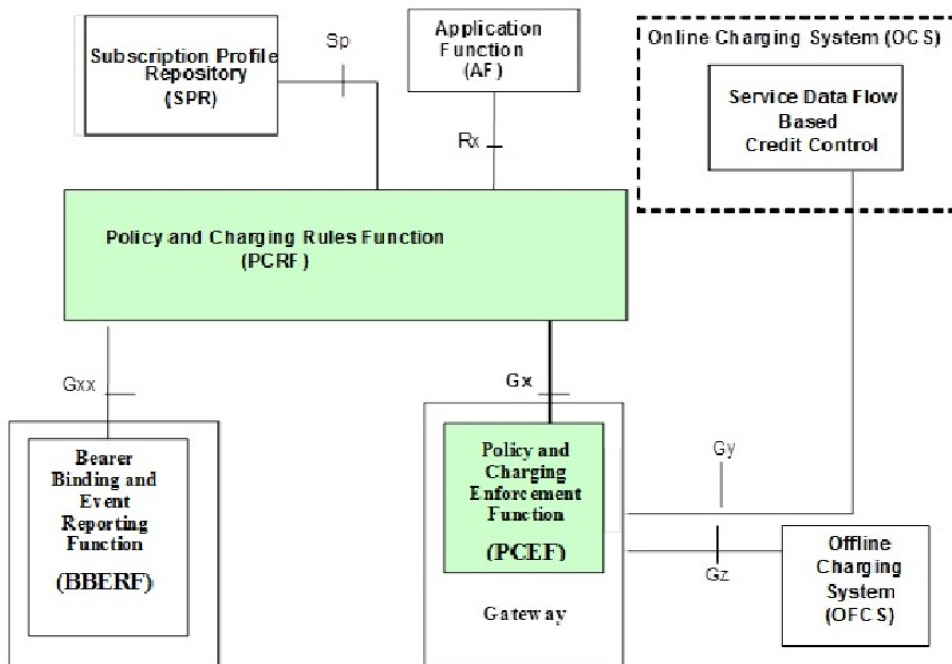 Subscription Profile
Repository
(SPR)
Sp
Application
Function
(AF)
Online Charging System (OCS)
Service Data Flow
Based
Credit Control
Rx
Policy and Charging Rules Function
(PCRF)
Gxx
Gx
Bearer
Binding and
Event
Reporting
Function
(BBERF)
Policy and
Charging
Enforcement
Function
(PCEF)
Gateway
Gy
Gz
Offline
Charging
System
(OFCS)